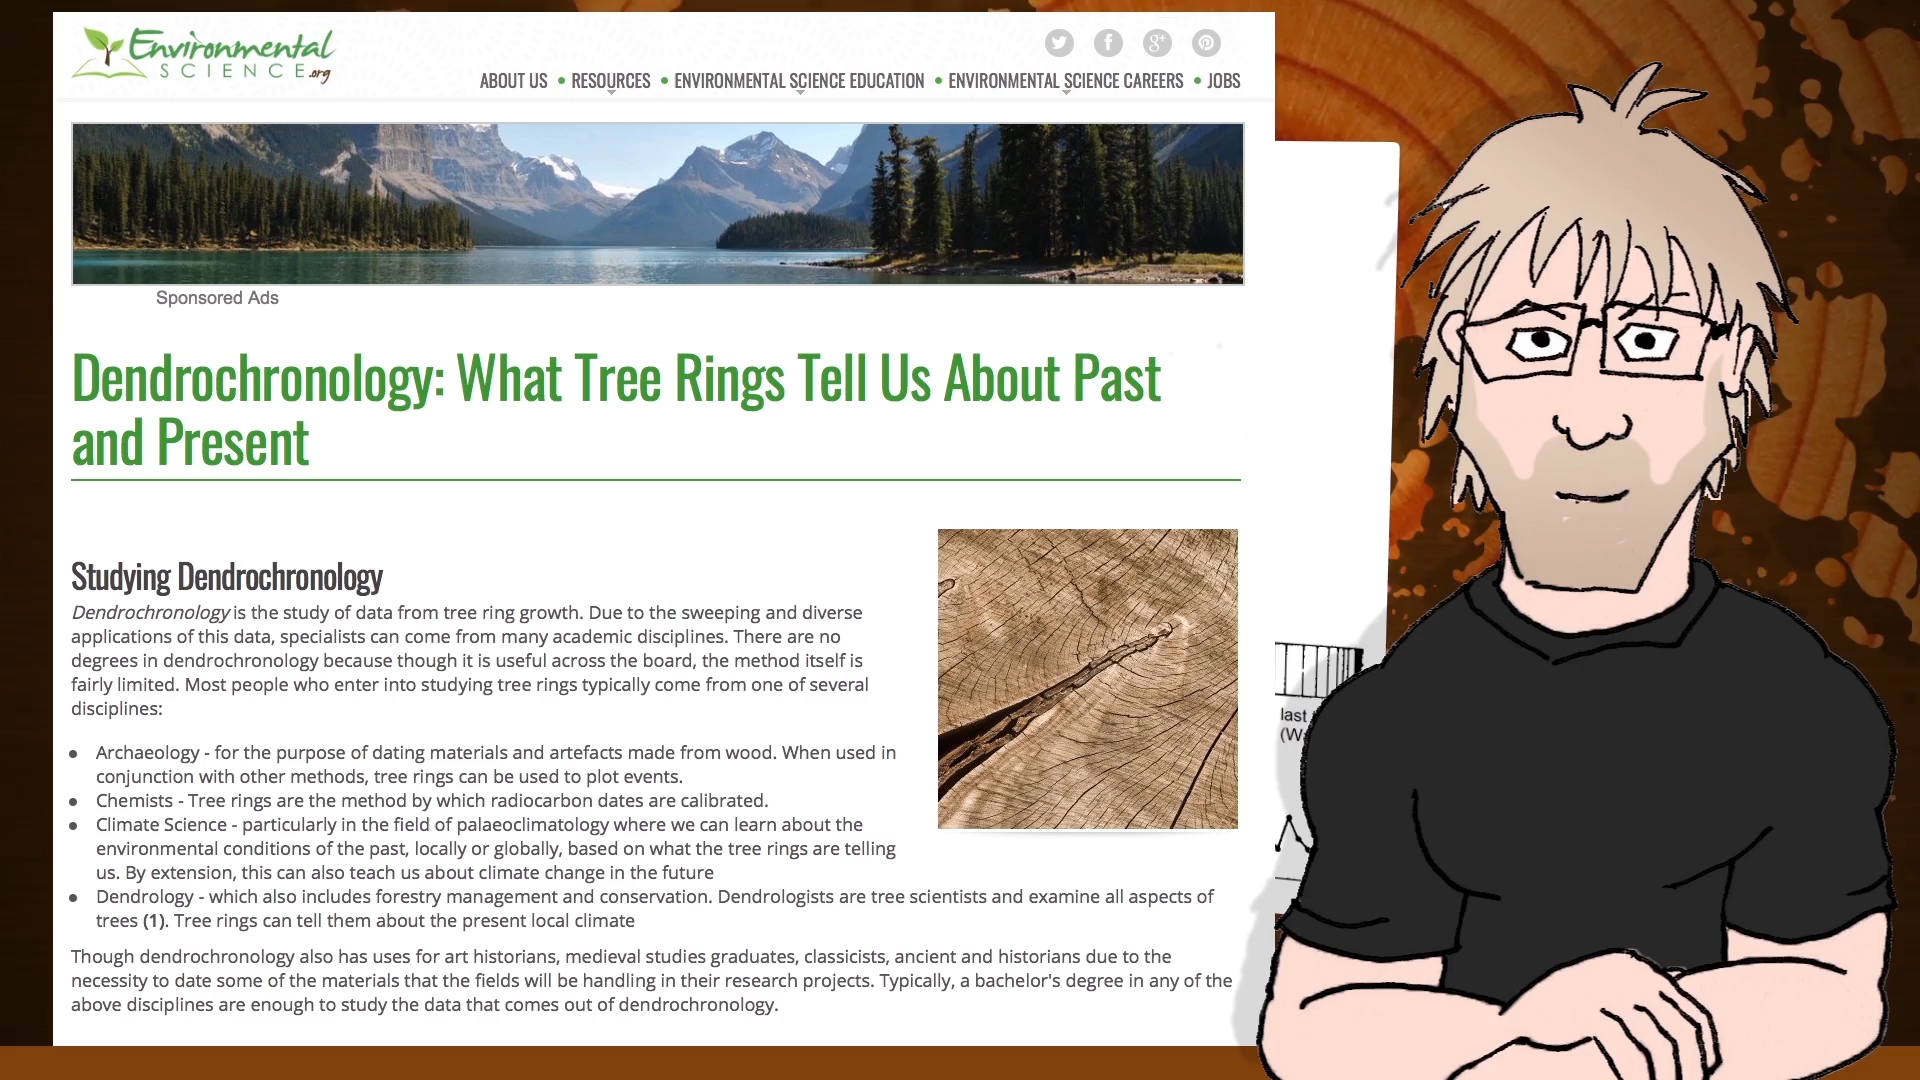 Environmental
SCIENCE.org
ABOUT US • RESOURCES • ENVIRONMENTAL SCIENCE EDUCATION • ENVIRONMENTAL SCIENCE CAREERS • JOBS
Sponsored Ads
Dendrochronology: What Tree Rings Tell Us About Past
and Present
Studying Dendrochronology
Dendrochronology is the study of data from tree ring growth. Due to the sweeping and diverse
applications of this data, specialists can come from many academic disciplines. There are no
degrees in dendrochronology because though it is useful across the board, the method itself is
fairly limited. Most people who enter into studying tree rings typically come from one of several
disciplines:
• Archaeology - for the purpose of dating materials and artefacts made from wood. When used in
conjunction with other methods, tree rings can be used to plot events.
• Chemists - Tree rings are the method by which radiocarbon dates are calibrated.
• Climate Science - particularly in the field of palaeoclimatology where we can learn about the
environmental conditions of the past, locally or globally, based on what the tree rings are telling
us. By extension, this can also teach us about climate change in the future
• Dendrology - which also includes forestry management and conservation. Dendrologists are tree scientists and examine all aspects of
trees (1). Tree rings can tell them about the present local climate
Though dendrochronology also has uses for art historians, medieval studies graduates, classicists, ancient and historians due to the
necessity to date some of the materials that the fields will be handling in their research projects. Typically, a bachelor's degree in any of the
above disciplines are enough to study the data that comes out of dendrochronology.
last